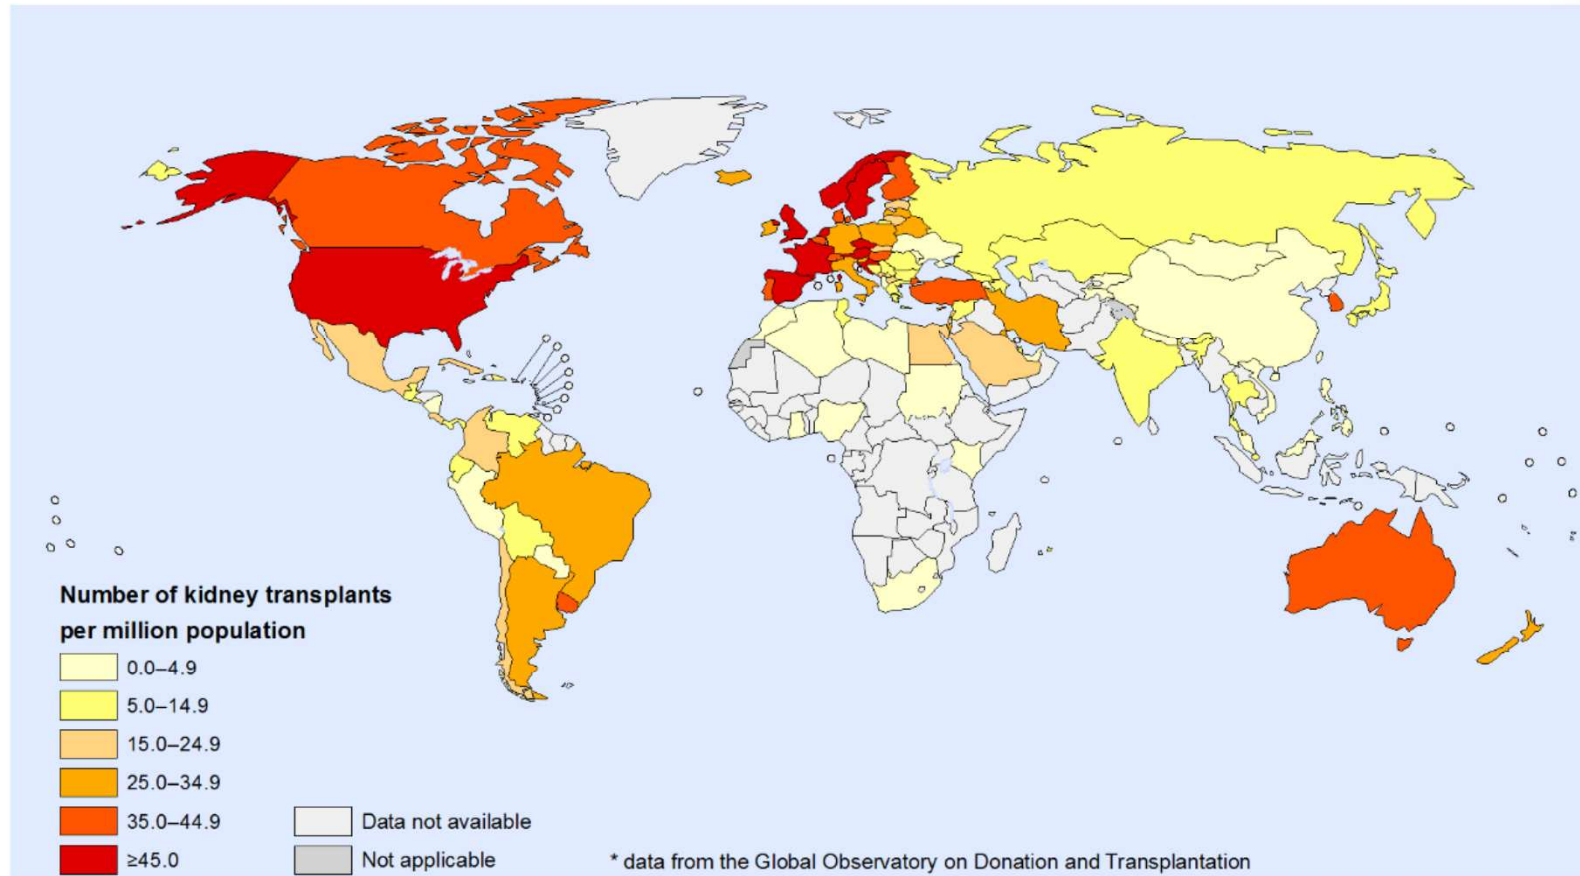 Number of kidney transplants
per million population
0.0–4.9
5.0–14.9
15.0–24.9
25.0–34.9
35.0–44.9
≥45.0
Data not available
Not applicable
* data from the Global Observatory on Donation and Transplantation